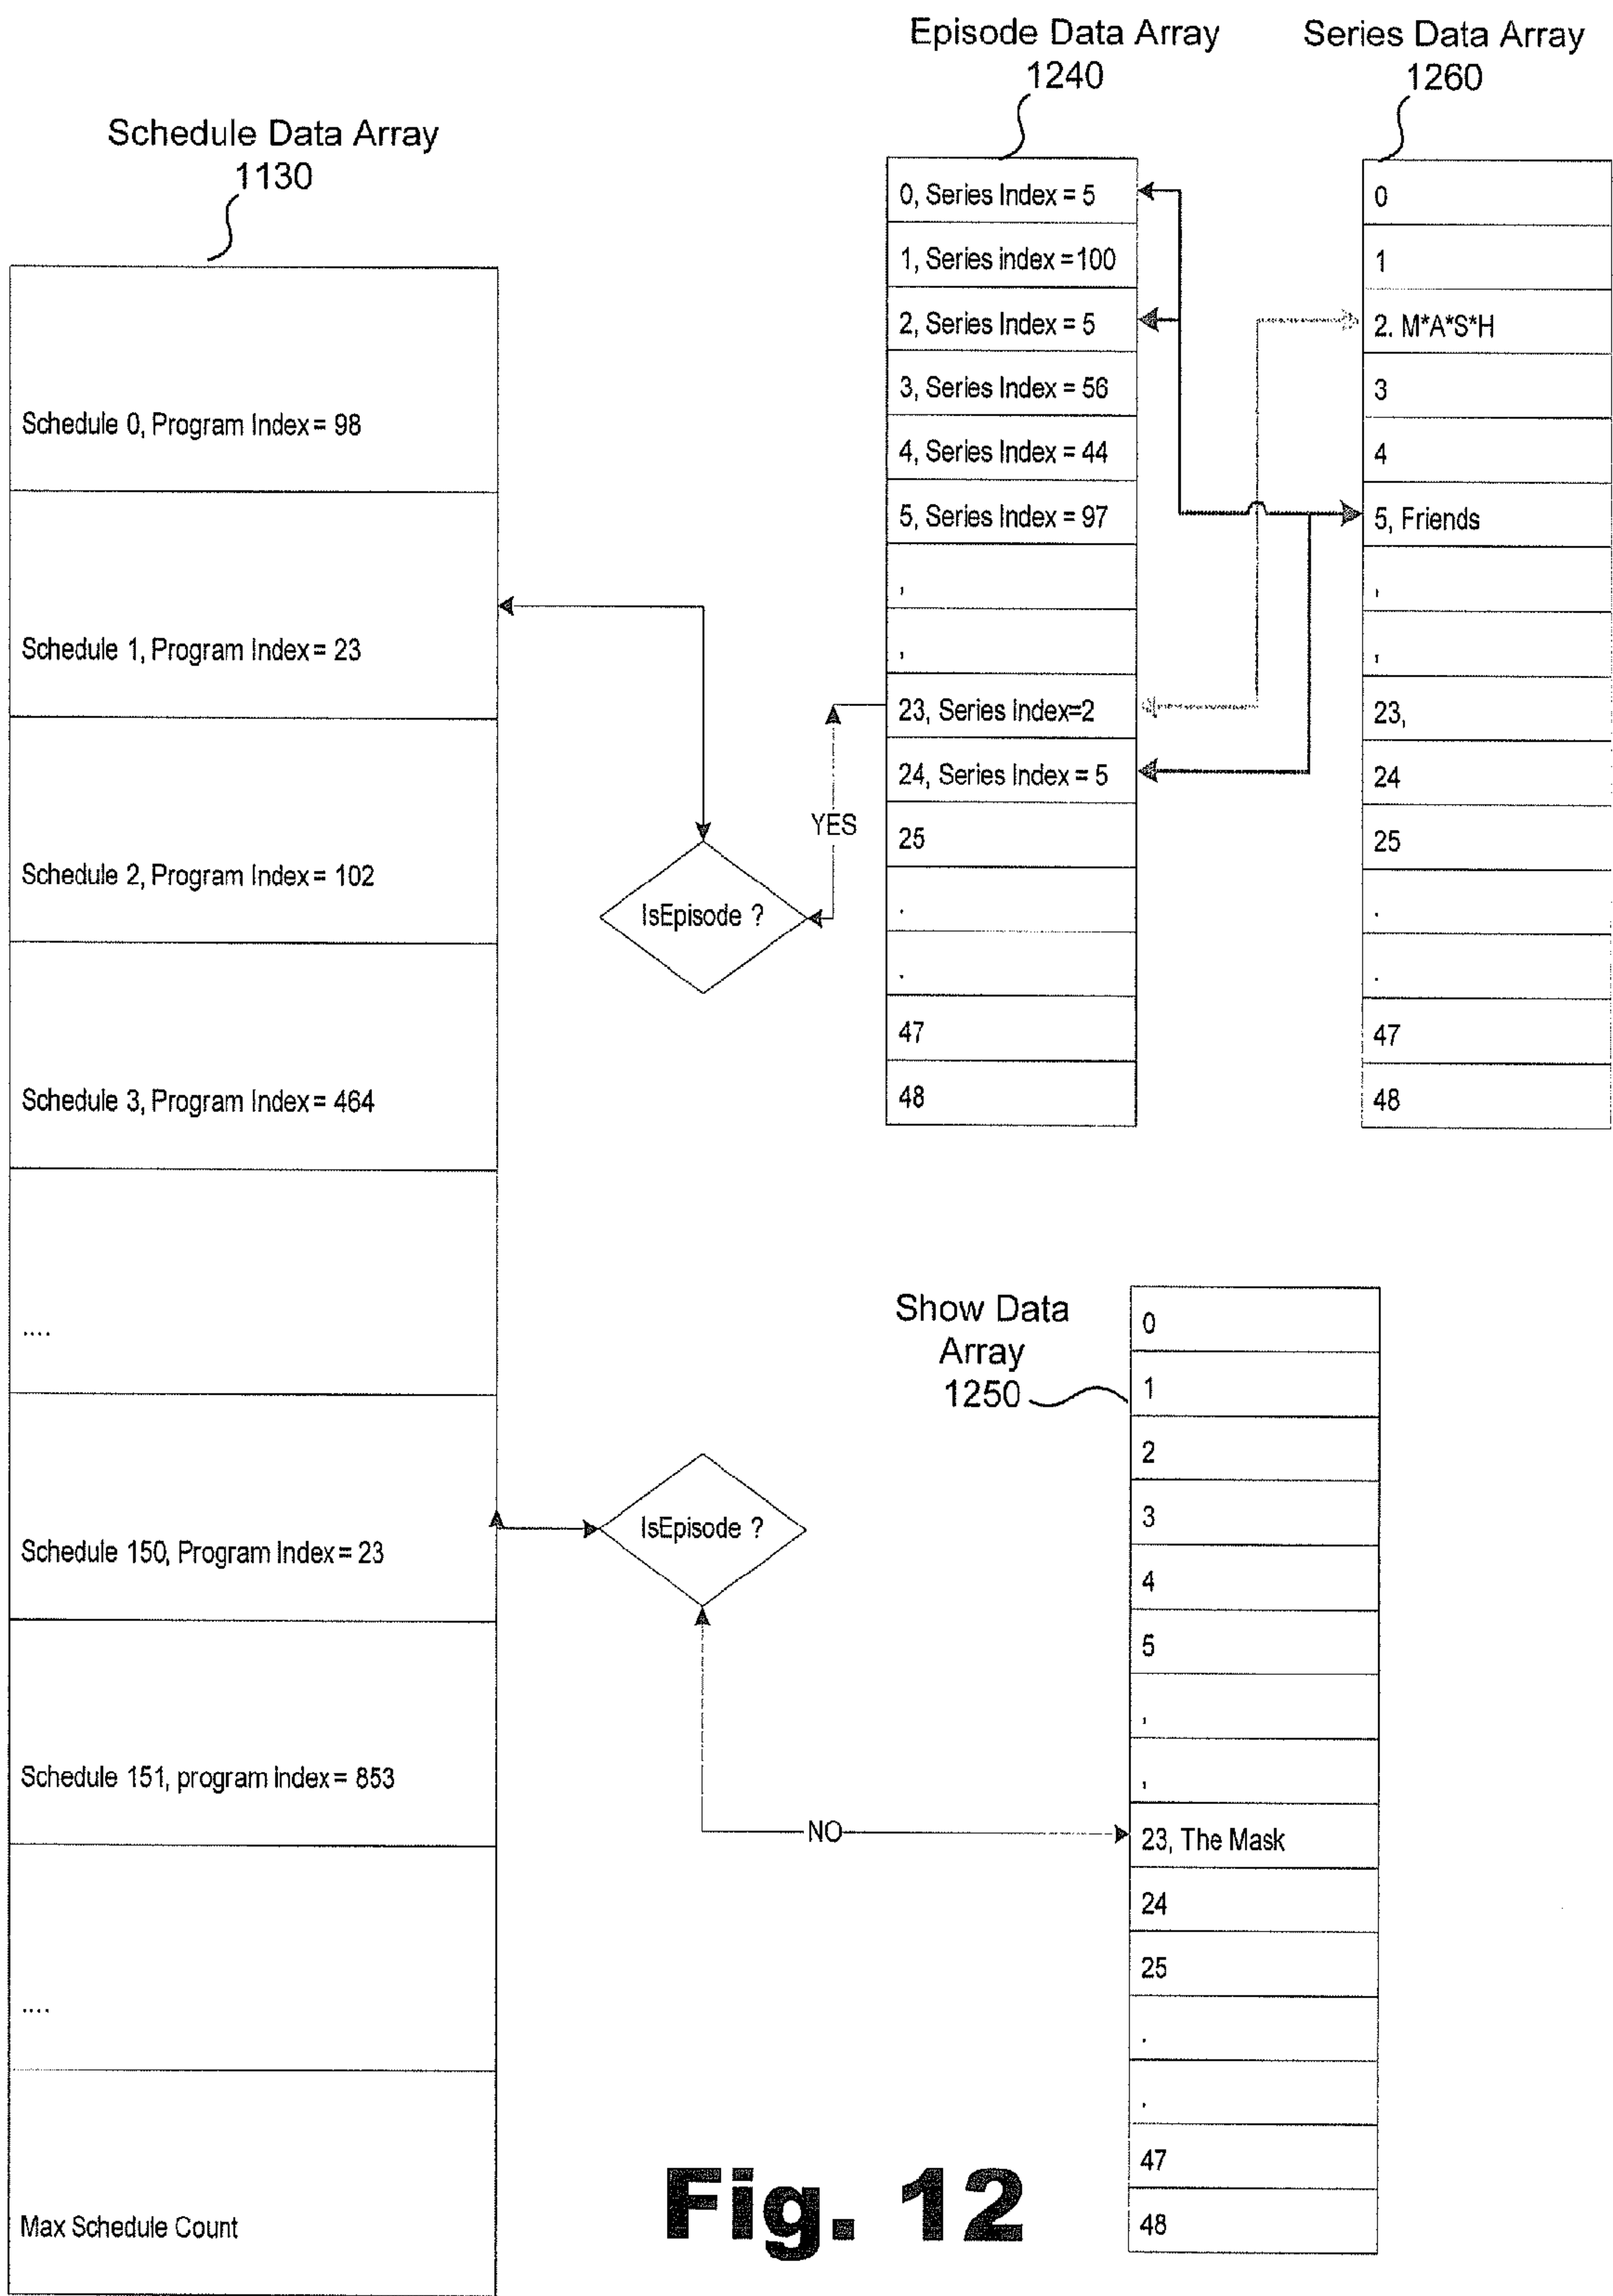 Schedule Data Array
1130
Schedule 0, Program Index = 98
Schedule 1, Program Index = 23
Schedule 2, Program Index = 102
Schedule 3, Program Index = 464
....
Schedule 150, Program Index = 23
Schedule 151, program index = 853
....
Max Schedule Count
IsEpisode ?
YES
Episode Data Array
1240
0, Series Index = 5
1, Series index =100
2, Series Index = 5
3, Series Index = 56
4, Series Index = 44
5, Series Index = 97
,
,
23, Series Index=2
24, Series Index = 5
25
.
.
47
48
Series Data Array
1260
0
1
2. M*A*S*H
3
4
5, Friends
,
,
23,
24
25
.
.
47
48
IsEpisode ?
NO
Show Data
Array
1250
0
1
2
3
4
5
,
,
23, The Mask
24
25
.
.
47
48
Fig. 12